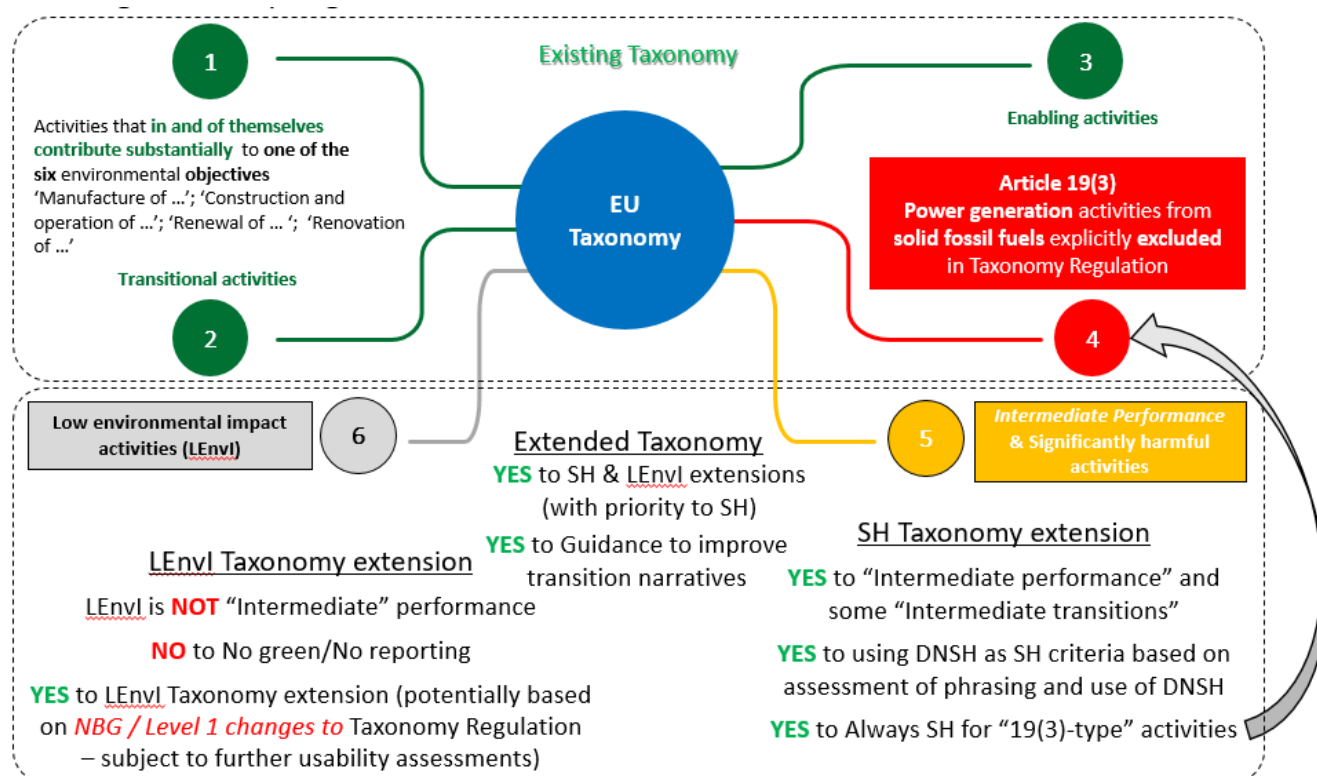 Existing Taxonomy
1
Activities that in and of themselves
contribute substantially to one of the
six environmental objectives
‘Manufacture of …’; ‘Construction and
operation of …’; ‘Renewal of … ‘; ‘Renovation
of …’
Transitional activities
2
EU
Taxonomy
3
Enabling activities
Article 19(3)
Power generation activities from
solid fossil fuels explicitly excluded
in Taxonomy Regulation
4
Low environmental impact
activities (LEnvI)
6
5
Intermediate Performance
& Significantly harmful
activities
Extended Taxonomy
YES to SH & LEnvI extensions
(with priority to SH)
YES to Guidance to improve
transition narratives
LEnvI Taxonomy extension
LEnvI is NOT “Intermediate” performance
NO to No green/No reporting
YES to LEnvI Taxonomy extension (potentially based
on NBG / Level 1 changes to Taxonomy Regulation
– subject to further usability assessments)
SH Taxonomy extension
YES to “Intermediate performance” and
some “Intermediate transitions”
YES to using DNSH as SH criteria based on
assessment of phrasing and use of DNSH
YES to Always SH for “19(3)-type” activities